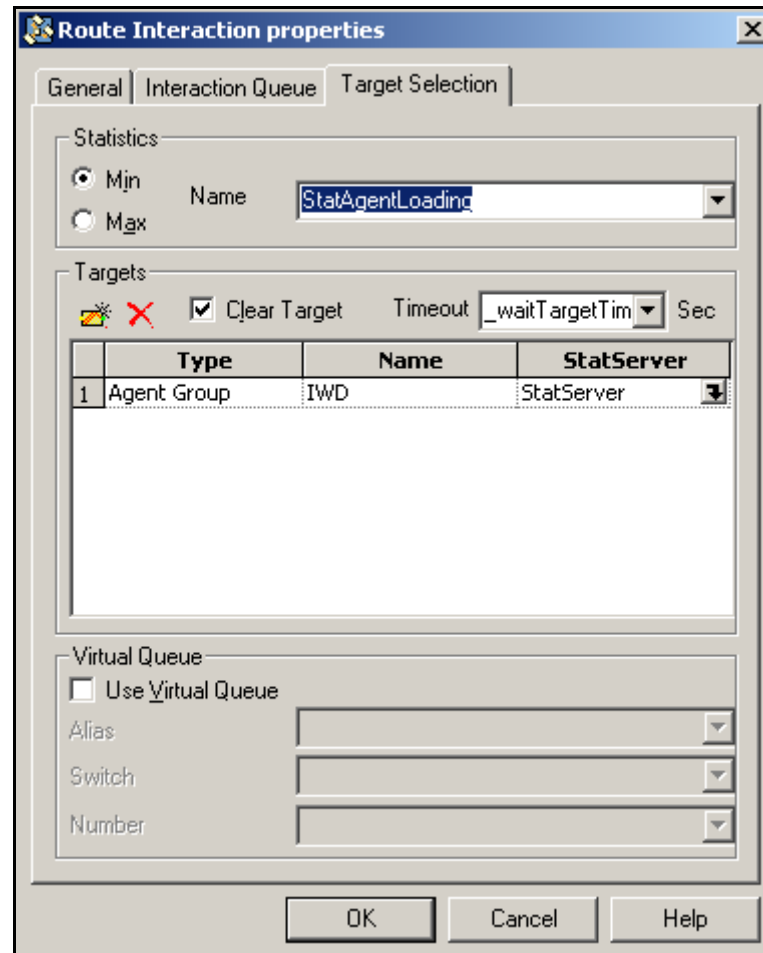 Route Interaction properties
General Interaction Queue Target Selection
Statistics
Min
Max
Name StatAgentLoading
Targets
Clear Target Timeout _waitTargetTim Sec
Type Name StatServer
1 Agent Group IWD StatServer
Virtual Queue
Use Virtual Queue
Alias
Switch
Number
OK Cancel Help